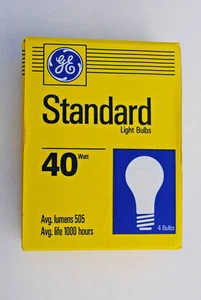 GE
Standard
Light Bulbs
40 Watt
Avg. lumens 505
Avg. life 1000 hours
4 Bulbs